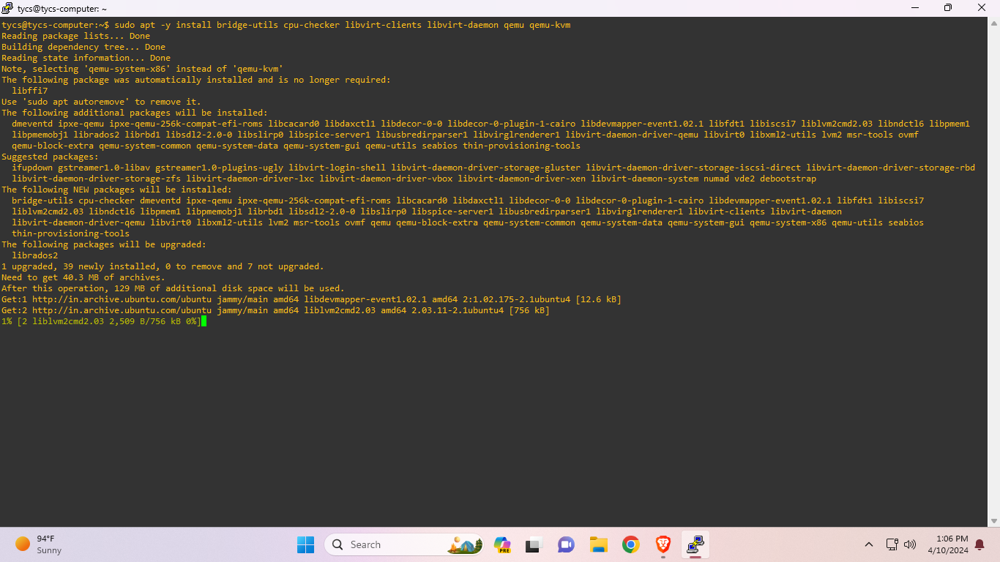 tycs@tycs-computer: ~
tycs@tycs-computer:~$ sudo apt -y install bridge-utils cpu-checker libvirt-clients libvirt-daemon qemu qemu-kvm
Reading package lists... Done
Building dependency tree... Done
Reading state information... Done
Note, selecting 'qemu-system-x86' instead of 'qemu-kvm'
The following package was automatically installed and is no longer required:
  libffi7
Use 'sudo apt autoremove' to remove it.
The following additional packages will be installed:
  dmeventd ipxe-qemu ipxe-qemu-256k-compat-efi-roms libcacard0 libdaxctl1 libdecor-0-0 libdecor-0-plugin-1-cairo libdevmapper-event1.02.1 libfdt1 libiscsi7 liblvm2cmd2.03 libndctl6 libpmem1
  libpmemobj1 librados2 librbd1 libsdl2-2.0-0 libslirp0 libspice-server1 libusbredirparser1 libvirglrenderer1 libvirt-daemon-driver-qemu libvirt0 libxml2-utils lvm2 msr-tools ovmf
  qemu-block-extra qemu-system-common qemu-system-data qemu-system-gui qemu-utils seabios thin-provisioning-tools
Suggested packages:
  ifupdown gstreamer1.0-libav gstreamer1.0-plugins-ugly libvirt-login-shell libvirt-daemon-driver-storage-gluster libvirt-daemon-driver-storage-iscsi-direct libvirt-daemon-driver-storage-rbd
  libvirt-daemon-driver-storage-zfs libvirt-daemon-driver-lxc libvirt-daemon-driver-vbox libvirt-daemon-driver-xen libvirt-daemon-system numad vde2 debootstrap
The following NEW packages will be installed:
  bridge-utils cpu-checker dmeventd ipxe-qemu ipxe-qemu-256k-compat-efi-roms libcacard0 libdaxctl1 libdecor-0-0 libdecor-0-plugin-1-cairo libdevmapper-event1.02.1 libfdt1 libiscsi7
  liblvm2cmd2.03 libndctl6 libpmem1 libpmemobj1 librbd1 libsdl2-2.0-0 libslirp0 libspice-server1 libusbredirparser1 libvirglrenderer1 libvirt-clients libvirt-daemon
  libvirt-daemon-driver-qemu libvirt0 libxml2-utils lvm2 msr-tools ovmf qemu qemu-block-extra qemu-system-common qemu-system-data qemu-system-gui qemu-system-x86 qemu-utils seabios
  thin-provisioning-tools
The following packages will be upgraded:
  librados2
1 upgraded, 39 newly installed, 0 to remove and 7 not upgraded.
Need to get 40.3 MB of archives.
After this operation, 129 MB of additional disk space will be used.
Get:1 http://in.archive.ubuntu.com/ubuntu jammy/main amd64 libdevmapper-event1.02.1 amd64 2:1.02.175-2.1ubuntu4 [12.6 kB]
Get:2 http://in.archive.ubuntu.com/ubuntu jammy/main amd64 liblvm2cmd2.03 amd64 2.03.11-2.1ubuntu4 [756 kB]
1% [2 liblvm2cmd2.03 2,509 B/756 kB 0%]
94°F
Sunny
Search
PRE
1:06 PM
4/10/2024